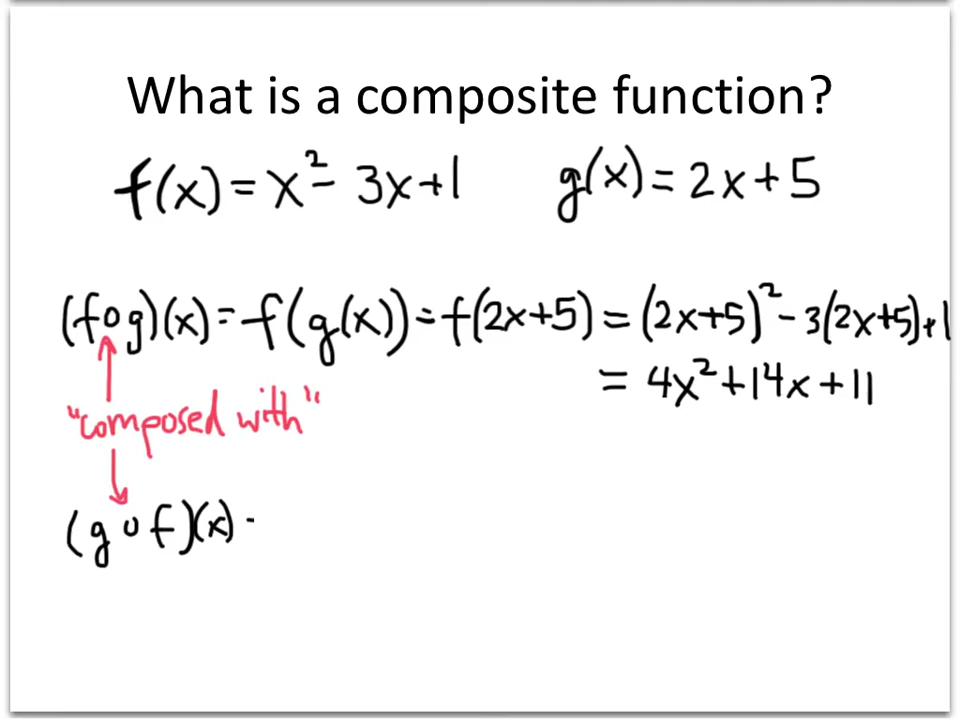 What is a composite function?
f(x) = x² - 3x + 1 g(x) = 2x + 5
(f∘g)(x) = f(g(x)) = f(2x+5) = (2x+5)² - 3(2x+5) + 1
= 4x² + 14x + 11
"composed with"
(g∘f)(x) -